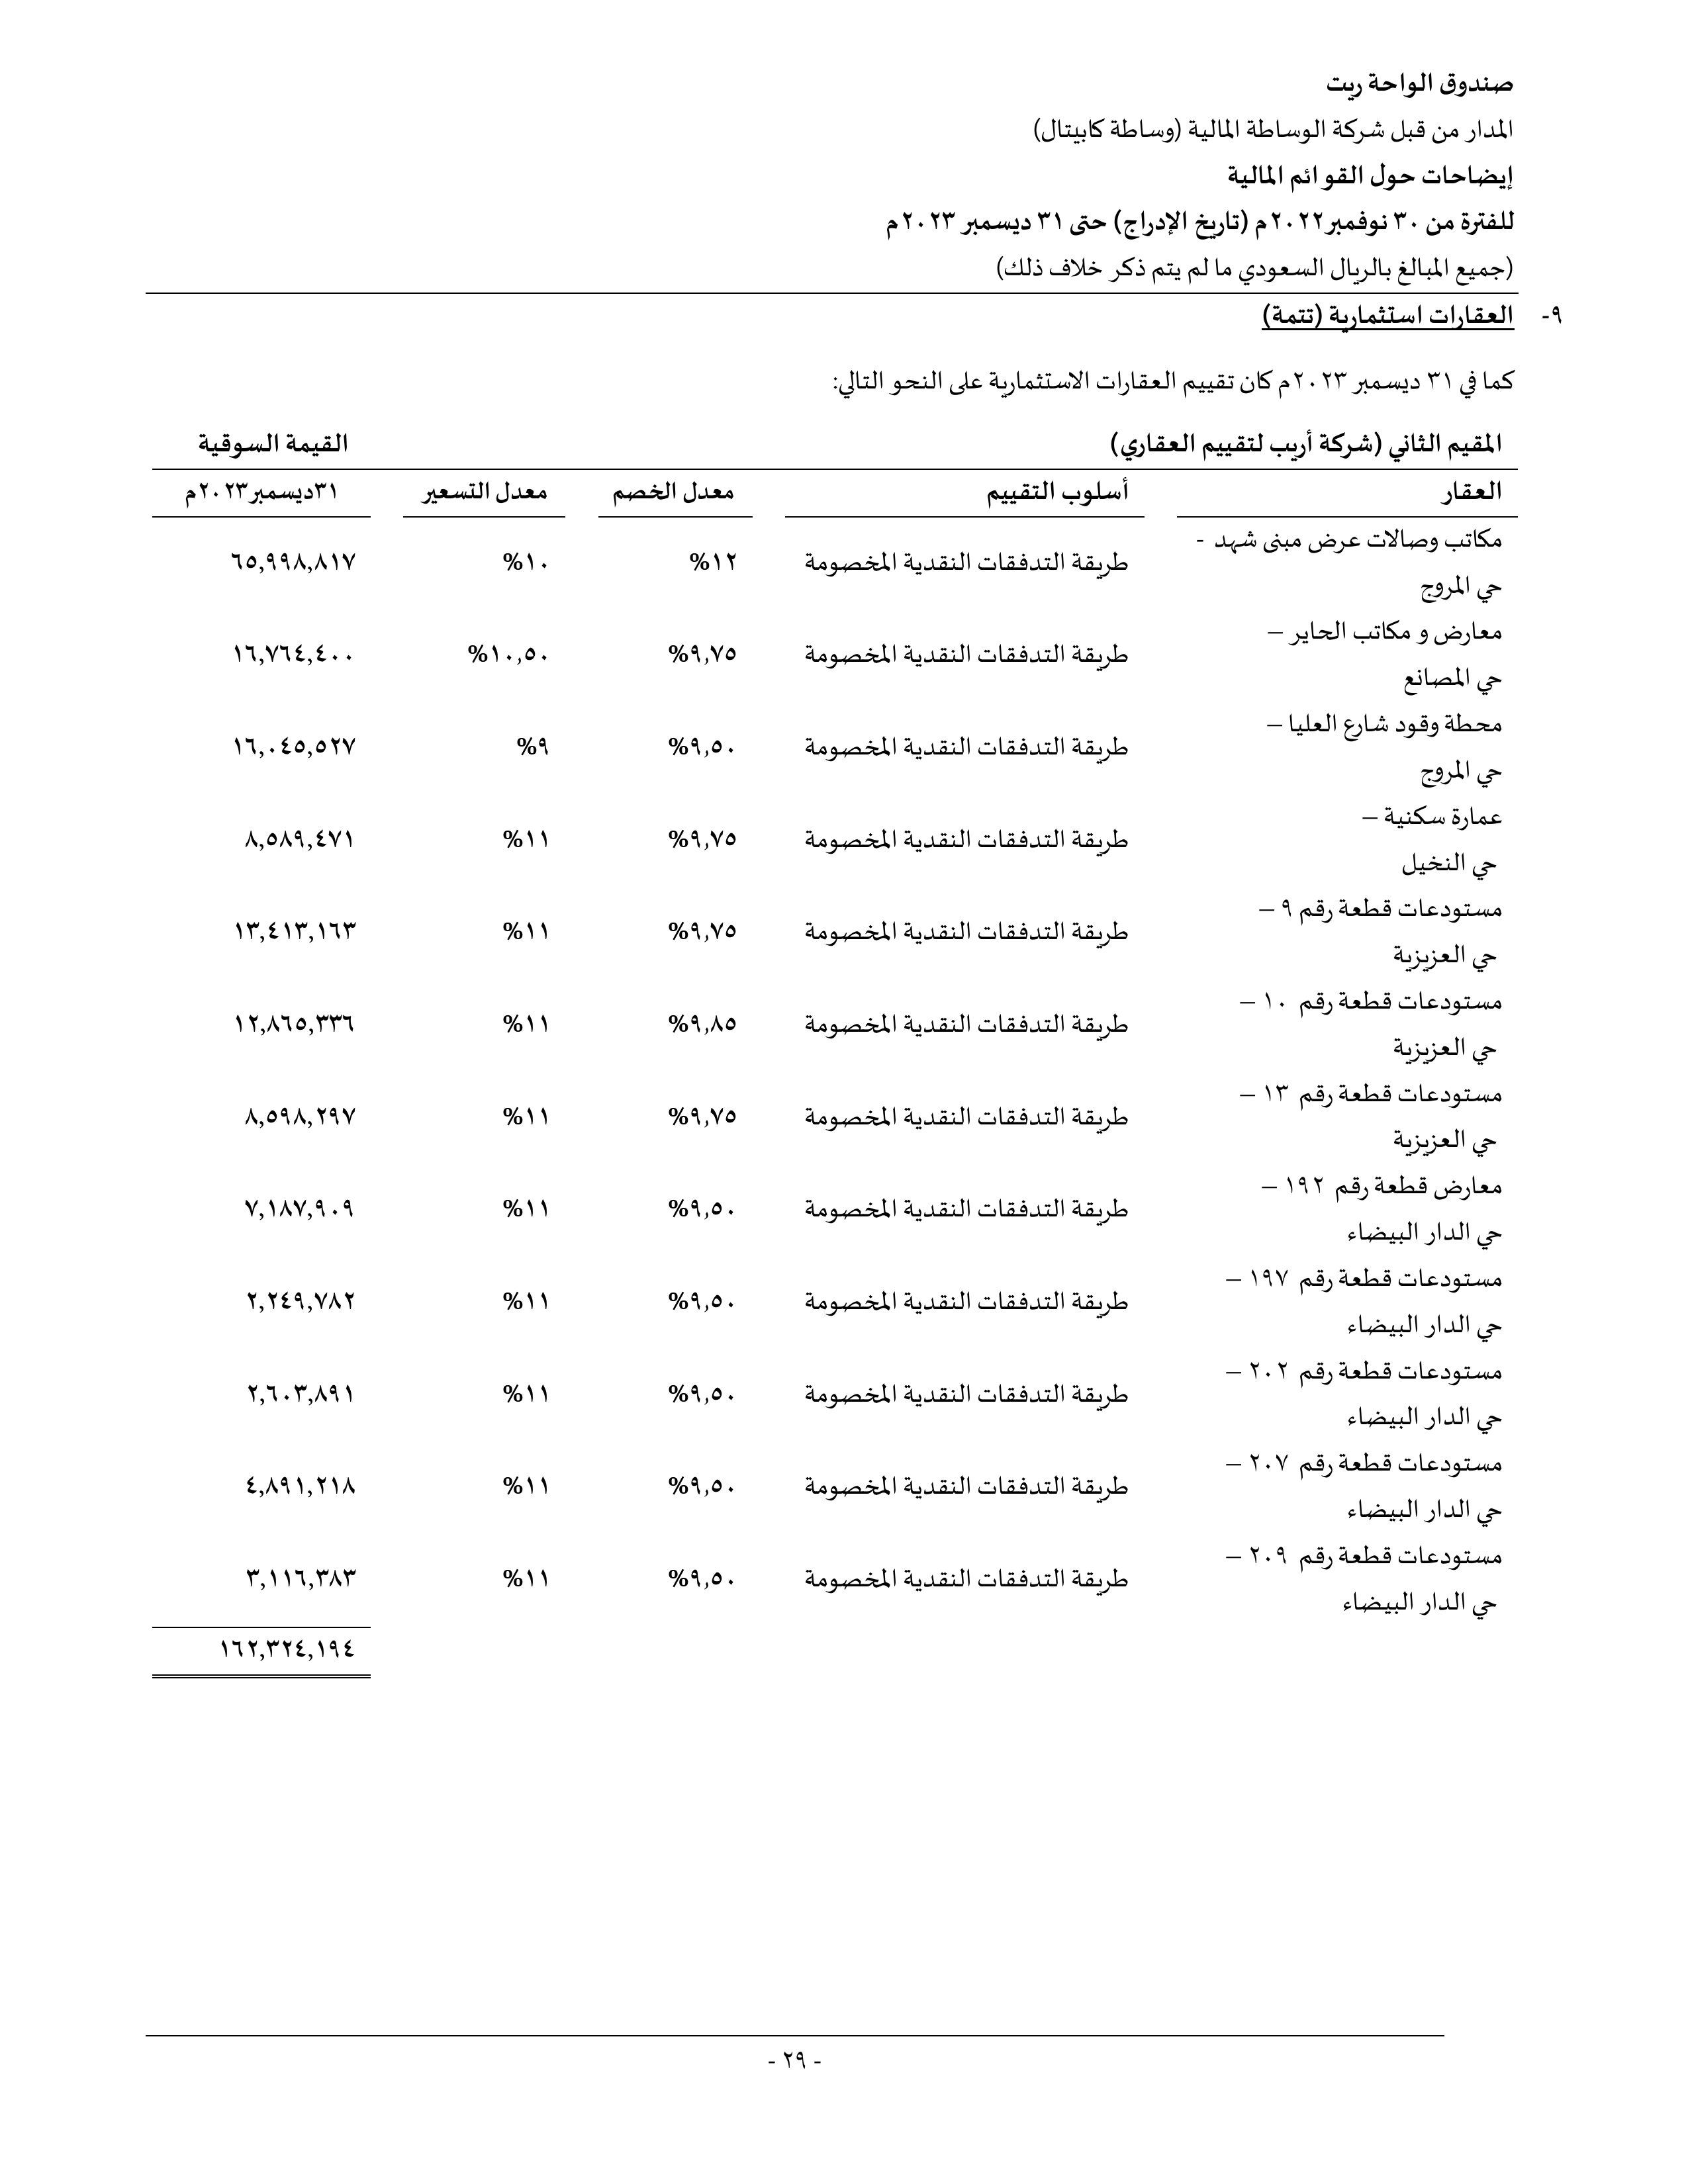 صندوق الواحة ريت
المدار من قبل شركة الوساطة المالية (وساطة كابيتال)
إيضاحات حول القوائم المالية
للفترة من ٣٠ نوفمبر٢٠٢٢م (تاريخ الإدراج) حتى ٣١ ديسمبر ٢٠٢٣م
(جميع المبالغ بالريال السعودي ما لم يتم ذكر خلاف ذلك)
٩- العقارات استثمارية (تتمة)
كما في ٣١ ديسمبر ٢٠٢٣م كان تقييم العقارات الاستثمارية على النحو التالي:
المقيم الثاني (شركة أريب لتقييم العقاري) القيمة السوقية
العقار أسلوب التقييم معدل الخصم معدل التسعير ٣١ديسمبر٢٠٢٣م
مكاتب وصالات عرض مبنى شهد -
طريقة التدفقات النقدية المخصومة ١٢% ١٠% ٦٥,٩٩٨,٨١٧
حي المروج
معارض و مكاتب الحاير –
طريقة التدفقات النقدية المخصومة ٩,٧٥% ١٠,٥٠% ١٦,٧٦٤,٤٠٠
حي المصانع
محطة وقود شارع العليا –
طريقة التدفقات النقدية المخصومة ٩,٥٠% ٩% ١٦,٠٤٥,٥٢٧
حي المروج
عمارة سكنية –
طريقة التدفقات النقدية المخصومة ٩,٧٥% ١١% ٨,٥٨٩,٤٧١
حي النخيل
مستودعات قطعة رقم ٩ –
طريقة التدفقات النقدية المخصومة ٩,٧٥% ١١% ١٣,٤١٣,١٦٣
حي العزيزية
مستودعات قطعة رقم ١٠ –
طريقة التدفقات النقدية المخصومة ٩,٨٥% ١١% ١٢,٨٦٥,٣٣٦
حي العزيزية
مستودعات قطعة رقم ١٣ –
طريقة التدفقات النقدية المخصومة ٩,٧٥% ١١% ٨,٥٩٨,٢٩٧
حي العزيزية
معارض قطعة رقم ١٩٢ –
طريقة التدفقات النقدية المخصومة ٩,٥٠% ١١% ٧,١٨٧,٩٠٩
حي الدار البيضاء
مستودعات قطعة رقم ١٩٧ –
طريقة التدفقات النقدية المخصومة ٩,٥٠% ١١% ٢,٢٤٩,٧٨٢
حي الدار البيضاء
مستودعات قطعة رقم ٢٠٢ –
طريقة التدفقات النقدية المخصومة ٩,٥٠% ١١% ٢,٦٠٣,٨٩١
حي الدار البيضاء
مستودعات قطعة رقم ٢٠٧ –
طريقة التدفقات النقدية المخصومة ٩,٥٠% ١١% ٤,٨٩١,٢١٨
حي الدار البيضاء
مستودعات قطعة رقم ٢٠٩ –
طريقة التدفقات النقدية المخصومة ٩,٥٠% ١١% ٣,١١٦,٣٨٣
حي الدار البيضاء
١٦٢,٣٢٤,١٩٤
- ٢٩ -